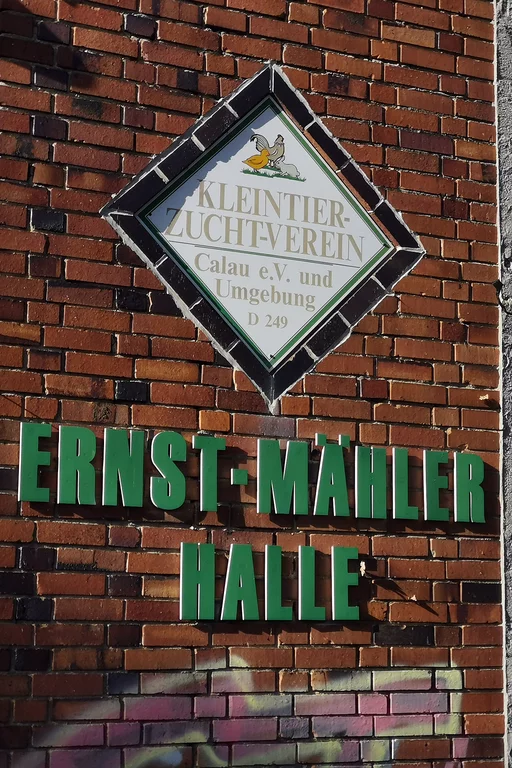 KLEINTIER-
ZUCHT-VEREIN
Calau e.V. und
Umgebung
D 249
ERNST-MÄHLER
HALLE